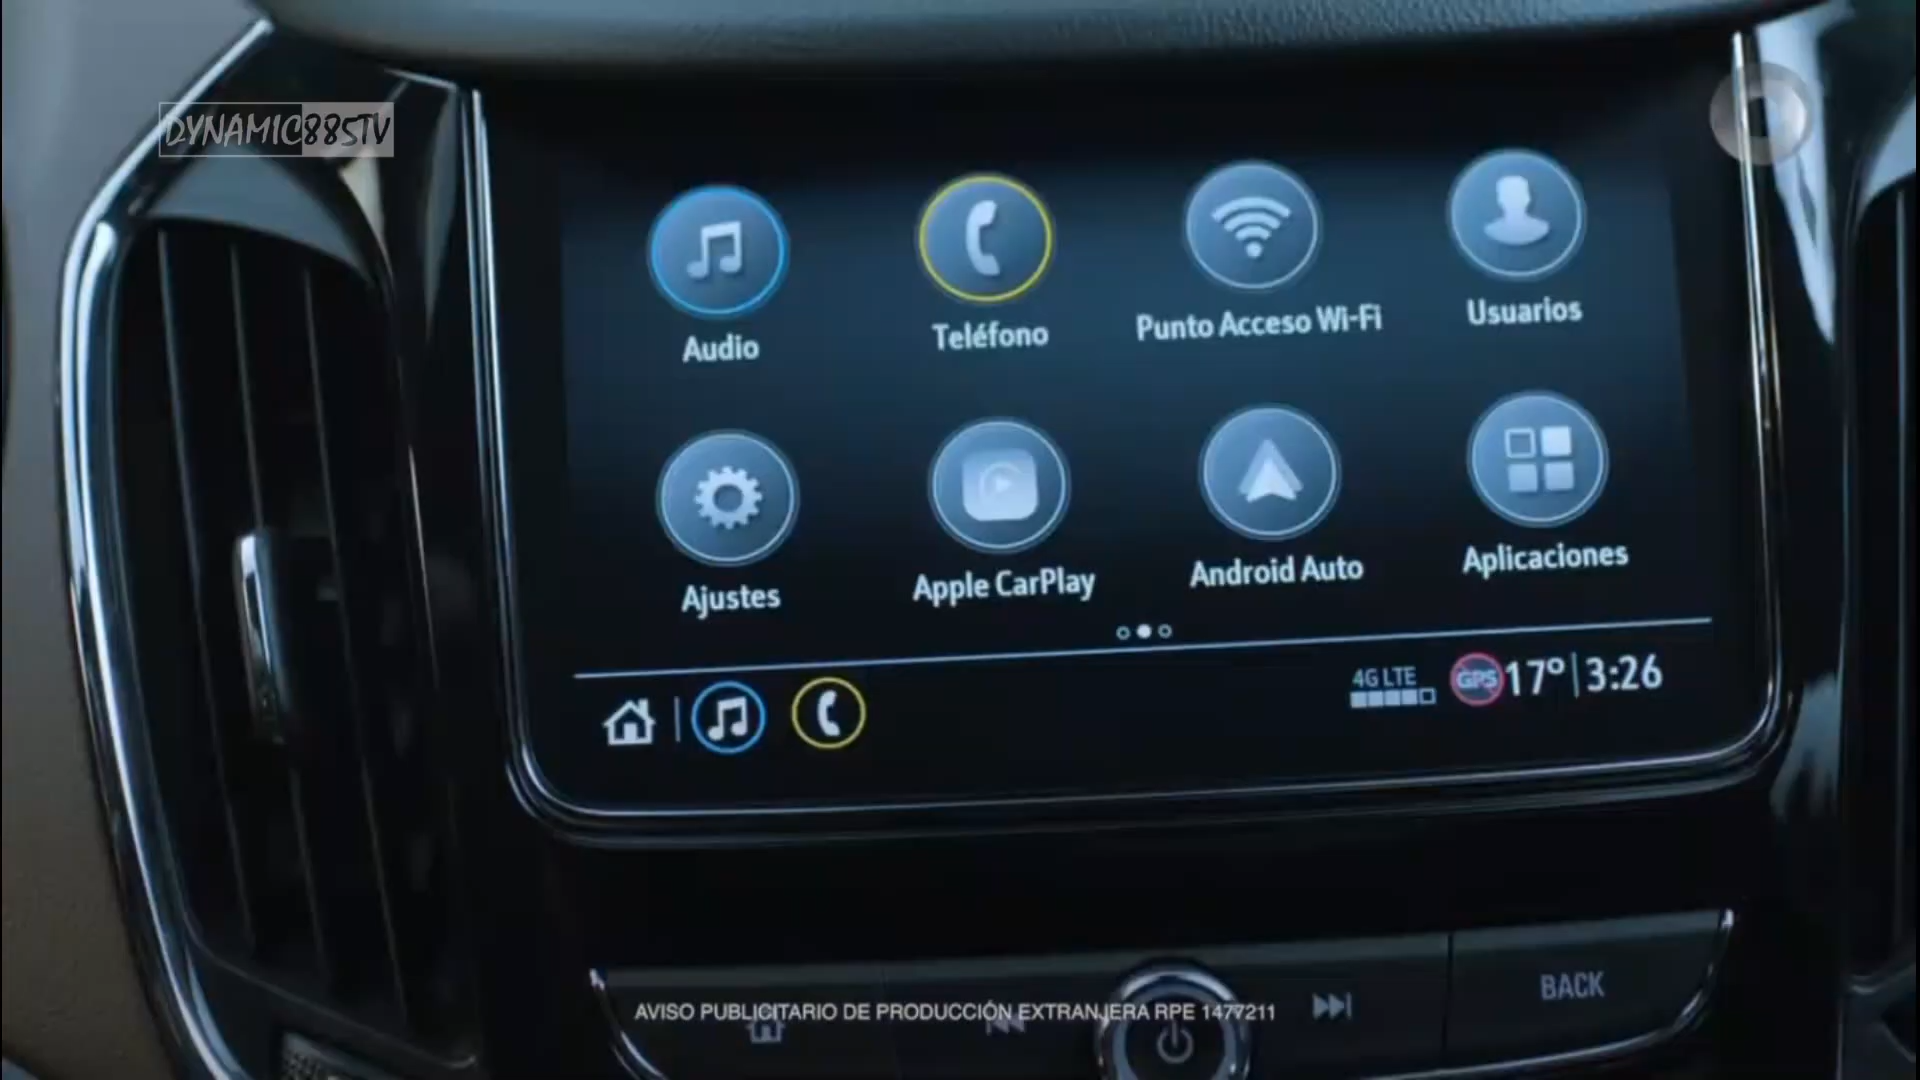 DYNAMIC885TV
Audio
Teléfono
Punto Acceso Wi-Fi
Usuarios
Ajustes
Apple CarPlay
Android Auto
Aplicaciones
4G LTE
GPS
17°
3:26
BACK
AVISO PUBLICITARIO DE PRODUCCIÓN EXTRANJERA RPE 1477211